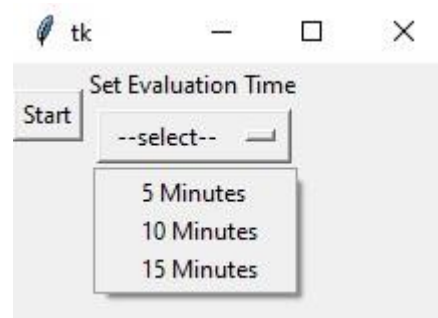 tk
Set Evaluation Time
Start
--select--
5 Minutes
10 Minutes
15 Minutes